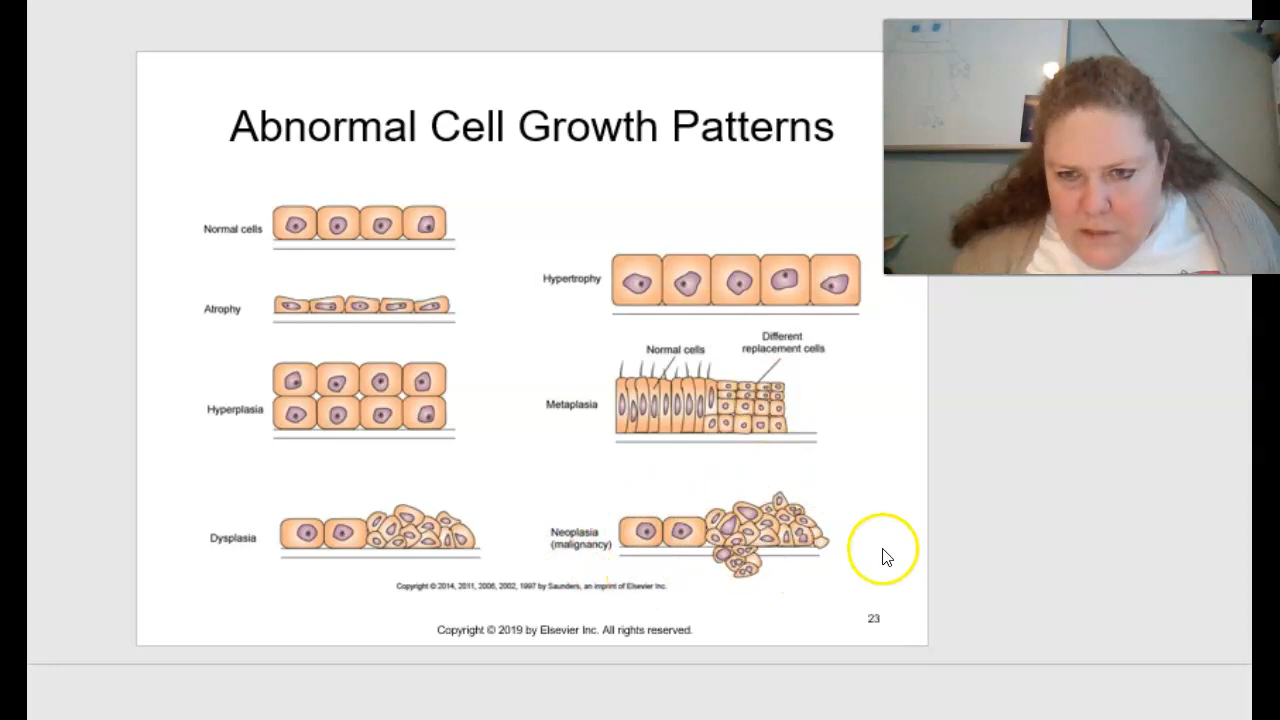 Abnormal Cell Growth Patterns
Normal cells
Atrophy
Hyperplasia
Dysplasia
Hypertrophy
Normal cells
Different
replacement cells
Metaplasia
Neoplasia
(malignancy)
Copyright © 2014, 2011, 2006, 2002, 1997 by Saunders, an imprint of Elsevier Inc.
23
Copyright © 2019 by Elsevier Inc. All rights reserved.